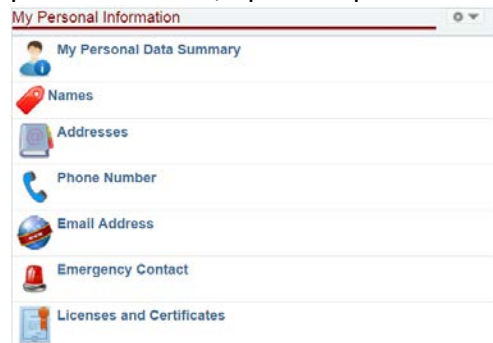 My Personal Information
My Personal Data Summary
Names
Addresses
Phone Number
Email Address
Emergency Contact
Licenses and Certificates